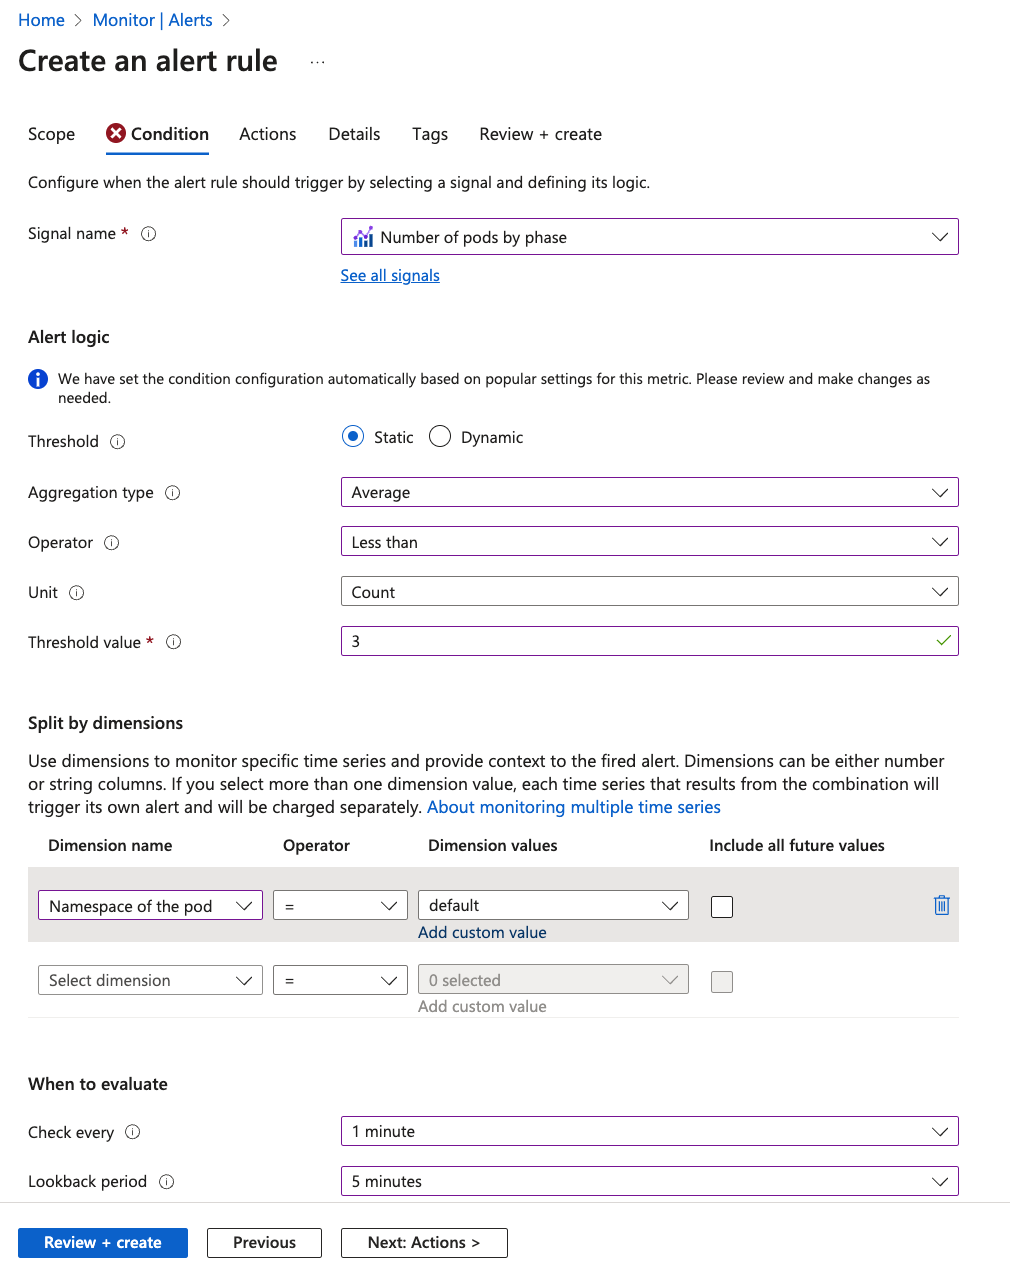 Home > Monitor | Alerts >
Create an alert rule ...
Scope Condition Actions Details Tags Review + create
Configure when the alert rule should trigger by selecting a signal and defining its logic.
Signal name * Number of pods by phase
See all signals
Alert logic
We have set the condition configuration automatically based on popular settings for this metric. Please review and make changes as
needed.
Threshold Static Dynamic
Aggregation type Average
Operator Less than
Unit Count
Threshold value * 3
Split by dimensions
Use dimensions to monitor specific time series and provide context to the fired alert. Dimensions can be either number
or string columns. If you select more than one dimension value, each time series that results from the combination will
trigger its own alert and will be charged separately. About monitoring multiple time series
Dimension name Operator Dimension values Include all future values
Namespace of the pod = default
Add custom value
Select dimension = 0 selected
Add custom value
When to evaluate
Check every 1 minute
Lookback period 5 minutes
Review + create Previous Next: Actions >